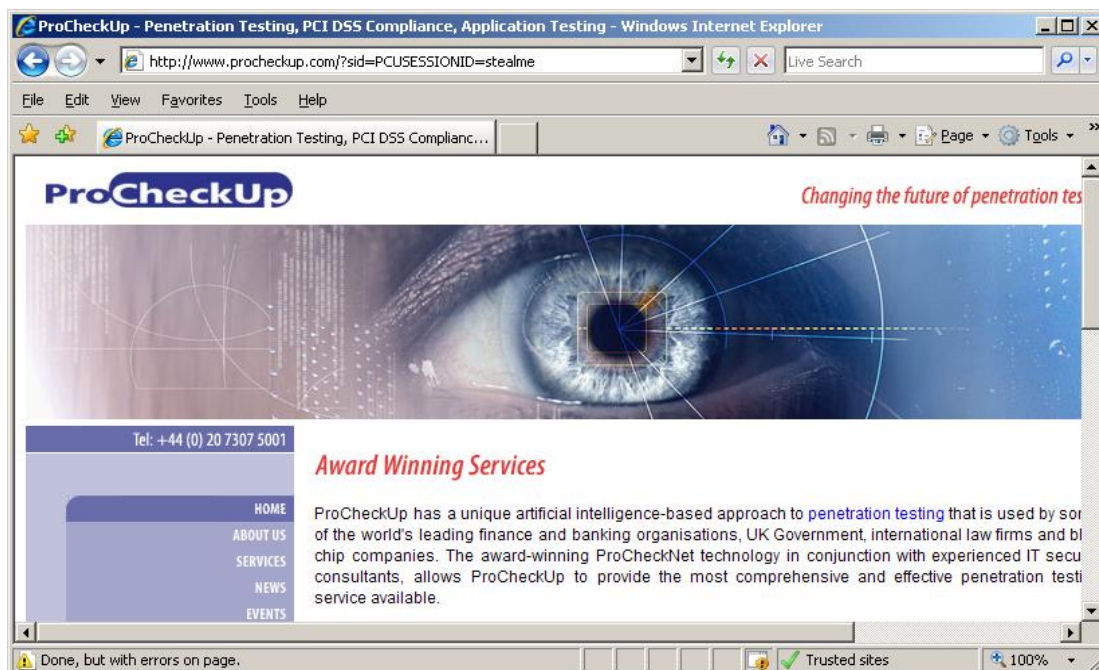 ProCheckUp - Penetration Testing, PCI DSS Compliance, Application Testing - Windows Internet Explorer
http://www.procheckup.com/?sid=PCUSESSIONID=stealme
Live Search
File Edit View Favorites Tools Help
ProCheckUp - Penetration Testing, PCI DSS Complianc...
Page Tools »
ProCheckUp
Changing the future of penetration tes
Tel: +44 (0) 20 7307 5001
HOME
ABOUT US
SERVICES
NEWS
EVENTS
Award Winning Services
ProCheckUp has a unique artificial intelligence-based approach to penetration testing that is used by sor
of the world's leading finance and banking organisations, UK Government, international law firms and bl
chip companies. The award-winning ProCheckNet technology in conjunction with experienced IT secu
consultants, allows ProCheckUp to provide the most comprehensive and effective penetration testi
service available.
Done, but with errors on page.
Trusted sites
100%